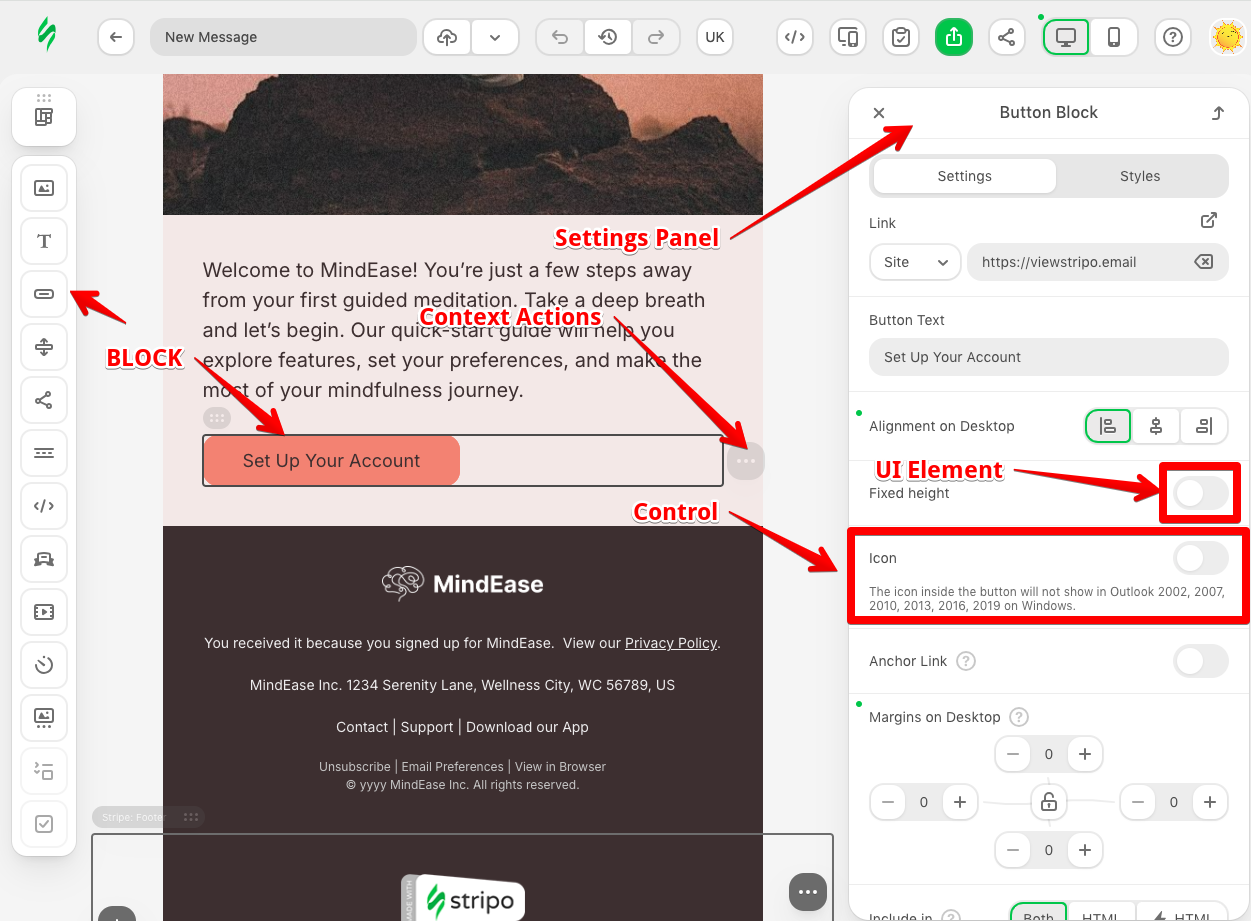 New Message
UK
Button Block
Settings
Styles
Settings Panel
Link
Site
https://viewstripo.email
Welcome to MindEase! You’re just a few steps away
from your first guided meditation. Take a deep breath
and let’s begin. Our quick-start guide will help you
explore features, set your preferences, and make the
most of your mindfulness journey.
Context Actions
BLOCK
Button Text
Set Up Your Account
Set Up Your Account
Alignment on Desktop
UI Element
Fixed height
Control
Icon
The icon inside the button will not show in Outlook 2002, 2007,
2010, 2013, 2016, 2019 on Windows.
MindEase
You received it because you signed up for MindEase. View our Privacy Policy.
MindEase Inc. 1234 Serenity Lane, Wellness City, WC 56789, US
Contact | Support | Download our App
Unsubscribe | Email Preferences | View in Browser
© yyyy MindEase Inc. All rights reserved.
Anchor Link ?
Margins on Desktop ?
0
0
0
0
Stripe: Footer
MADE WITH
stripo
Include in ?
Both
HTML
HTML